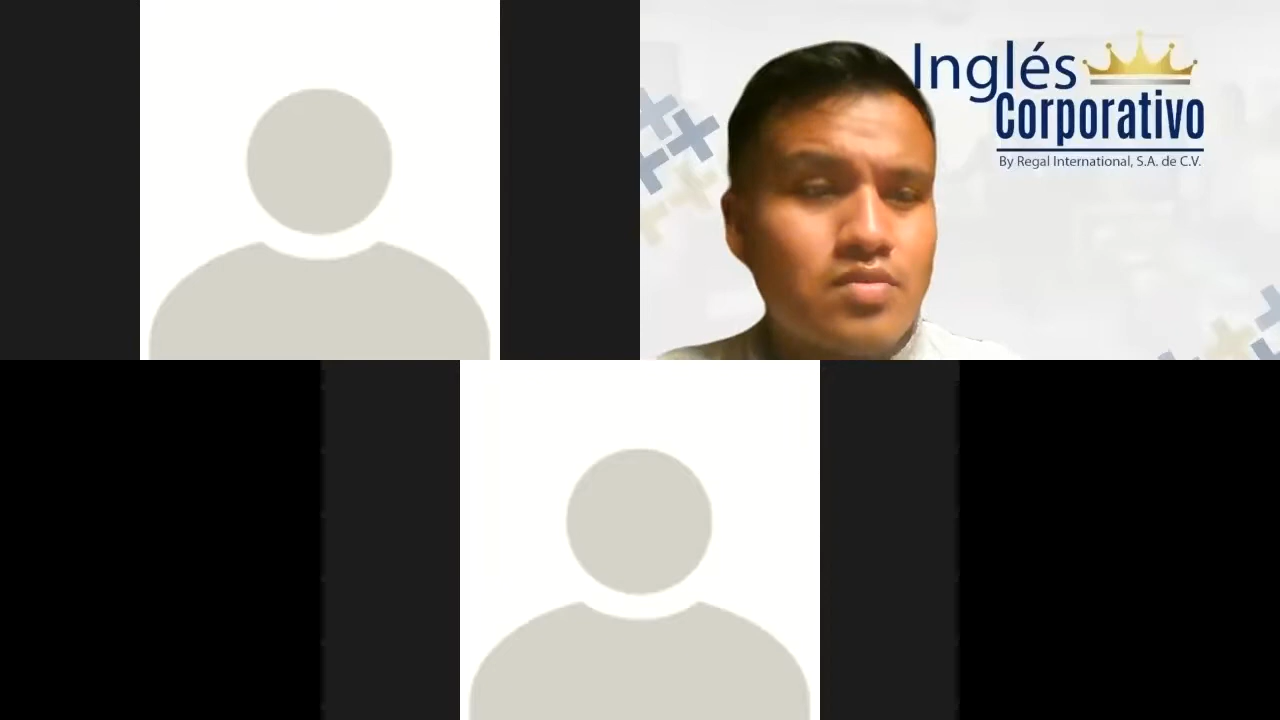 Inglés
Corporativo
By Regal International, S.A. de C.V.